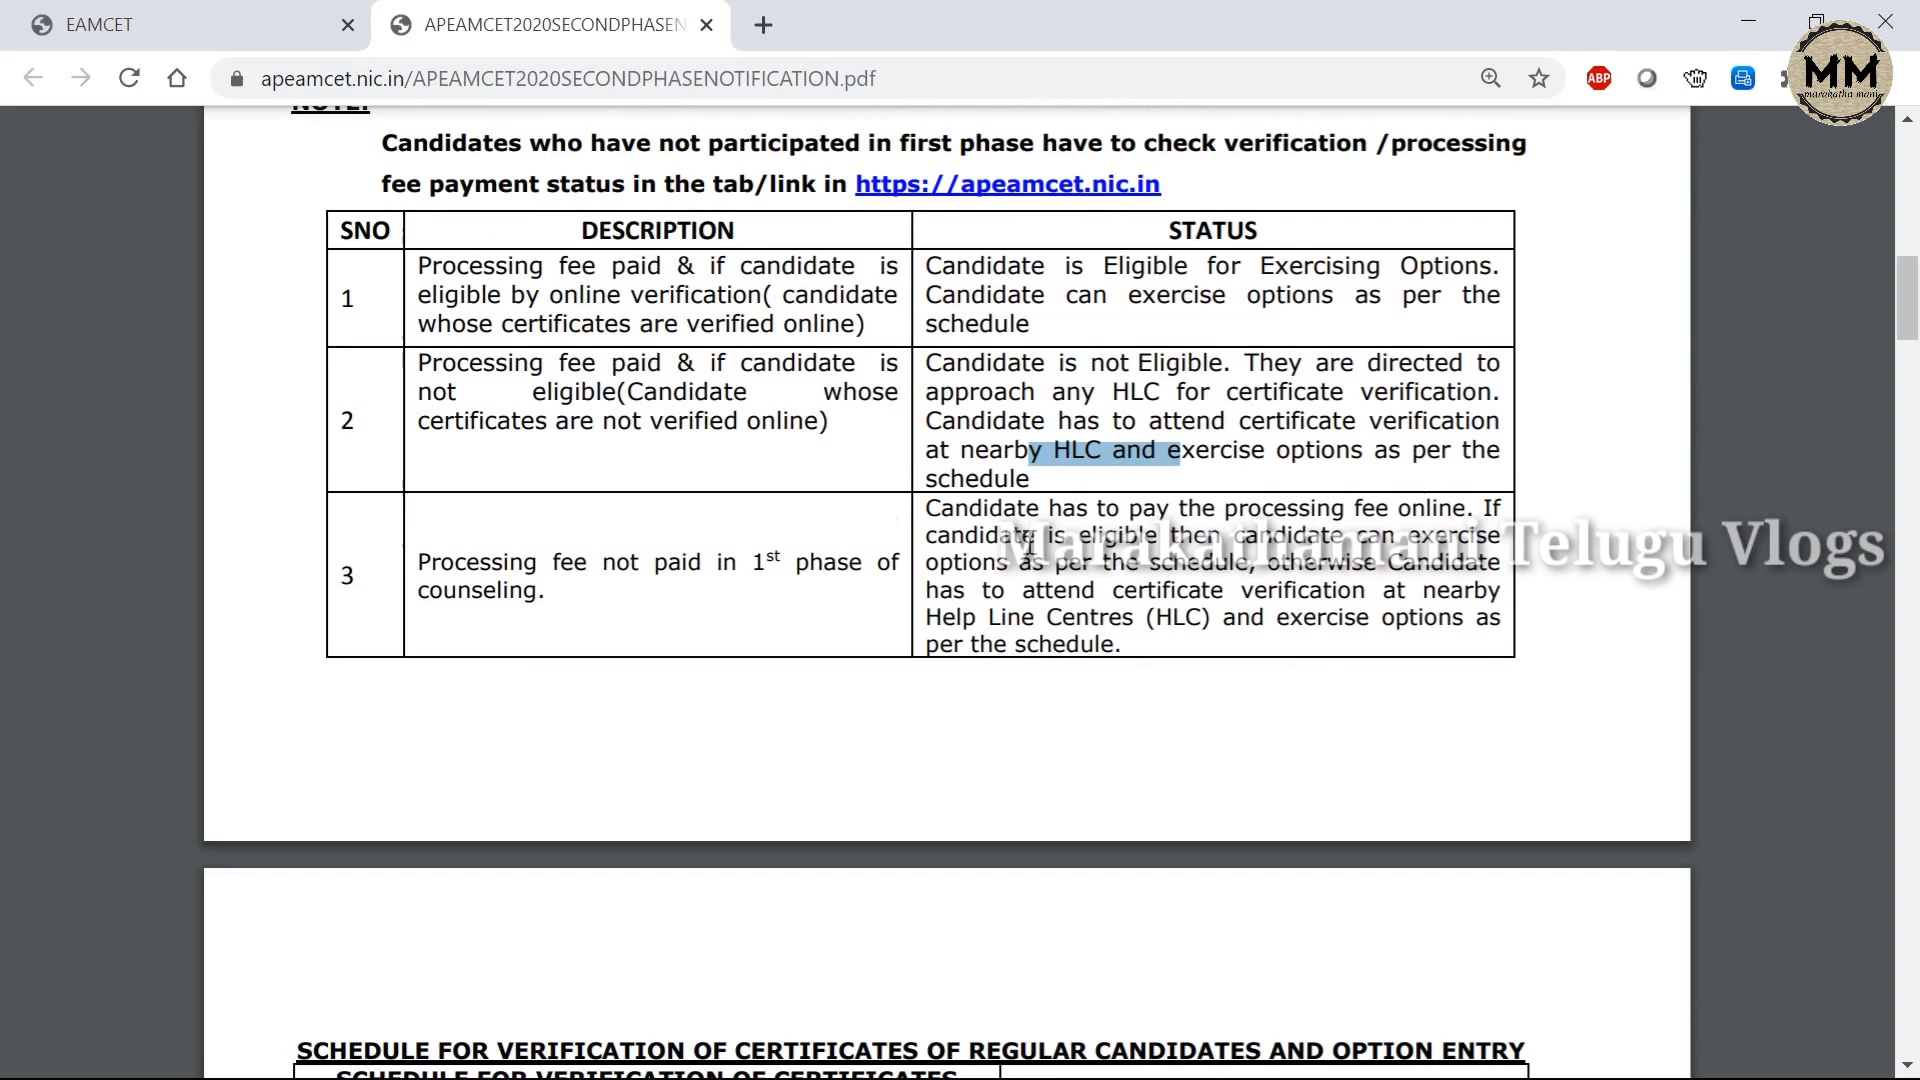 EAMCET
APEAMCET2020SECONDPHASEN
apeamcet.nic.in/APEAMCET2020SECONDPHASENOTIFICATION.pdf
ABP
MM
marakatha mani
NOTE:
Candidates who have not participated in first phase have to check verification /processing
fee payment status in the tab/link in https://apeamcet.nic.in
SNO DESCRIPTION STATUS
1
Processing fee paid & if candidate is
eligible by online verification( candidate
whose certificates are verified online)
Candidate is Eligible for Exercising Options.
Candidate can exercise options as per the
schedule
2
Processing fee paid & if candidate is
not eligible(Candidate whose
certificates are not verified online)
Candidate is not Eligible. They are directed to
approach any HLC for certificate verification.
Candidate has to attend certificate verification
at nearby HLC and exercise options as per the
schedule
3
Processing fee not paid in 1st phase of
counseling.
Candidate has to pay the processing fee online. If
candidate is eligible then candidate can exercise
options as per the schedule, otherwise Candidate
has to attend certificate verification at nearby
Help Line Centres (HLC) and exercise options as
per the schedule.
Marakathamani Telugu Vlogs
SCHEDULE FOR VERIFICATION OF CERTIFICATES OF REGULAR CANDIDATES AND OPTION ENTRY
SCHEDULE FOR VERIFICATION OF CERTIFICATES